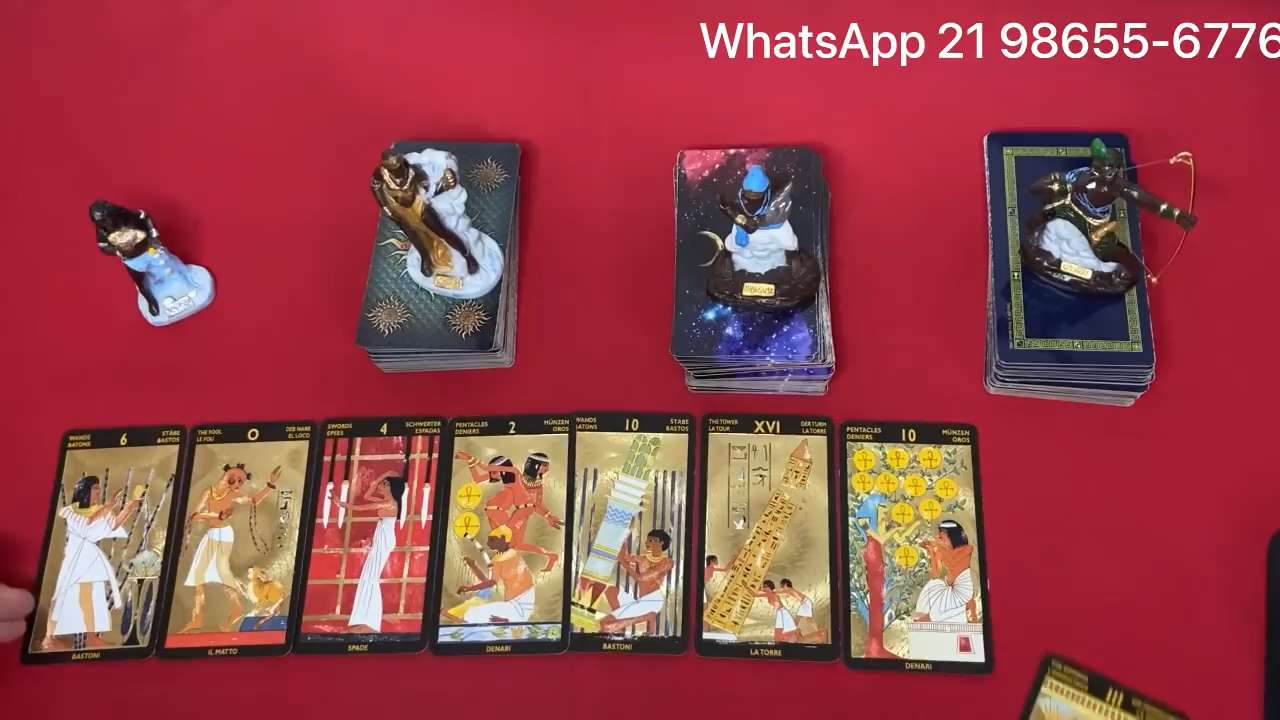 WhatsApp 21 98655-6776
WANDS
BATONS
6
STÄBE
BASTOS
BASTONI
THE FOOL
LE FOU
0
DER NARR
EL LOCO
IL MATTO
SWORDS
EPEES
4
SCHWERTER
ESPADAS
SPADE
PENTACLES
DENIERS
2
MÜNZEN
OROS
DENARI
WANDS
BATONS
10
STÄBE
BASTOS
BASTONI
THE TOWER
LA TOUR
XVI
DER TURM
LA TORRE
LA TORRE
PENTACLES
DENIERS
10
MÜNZEN
OROS
DENARI
III